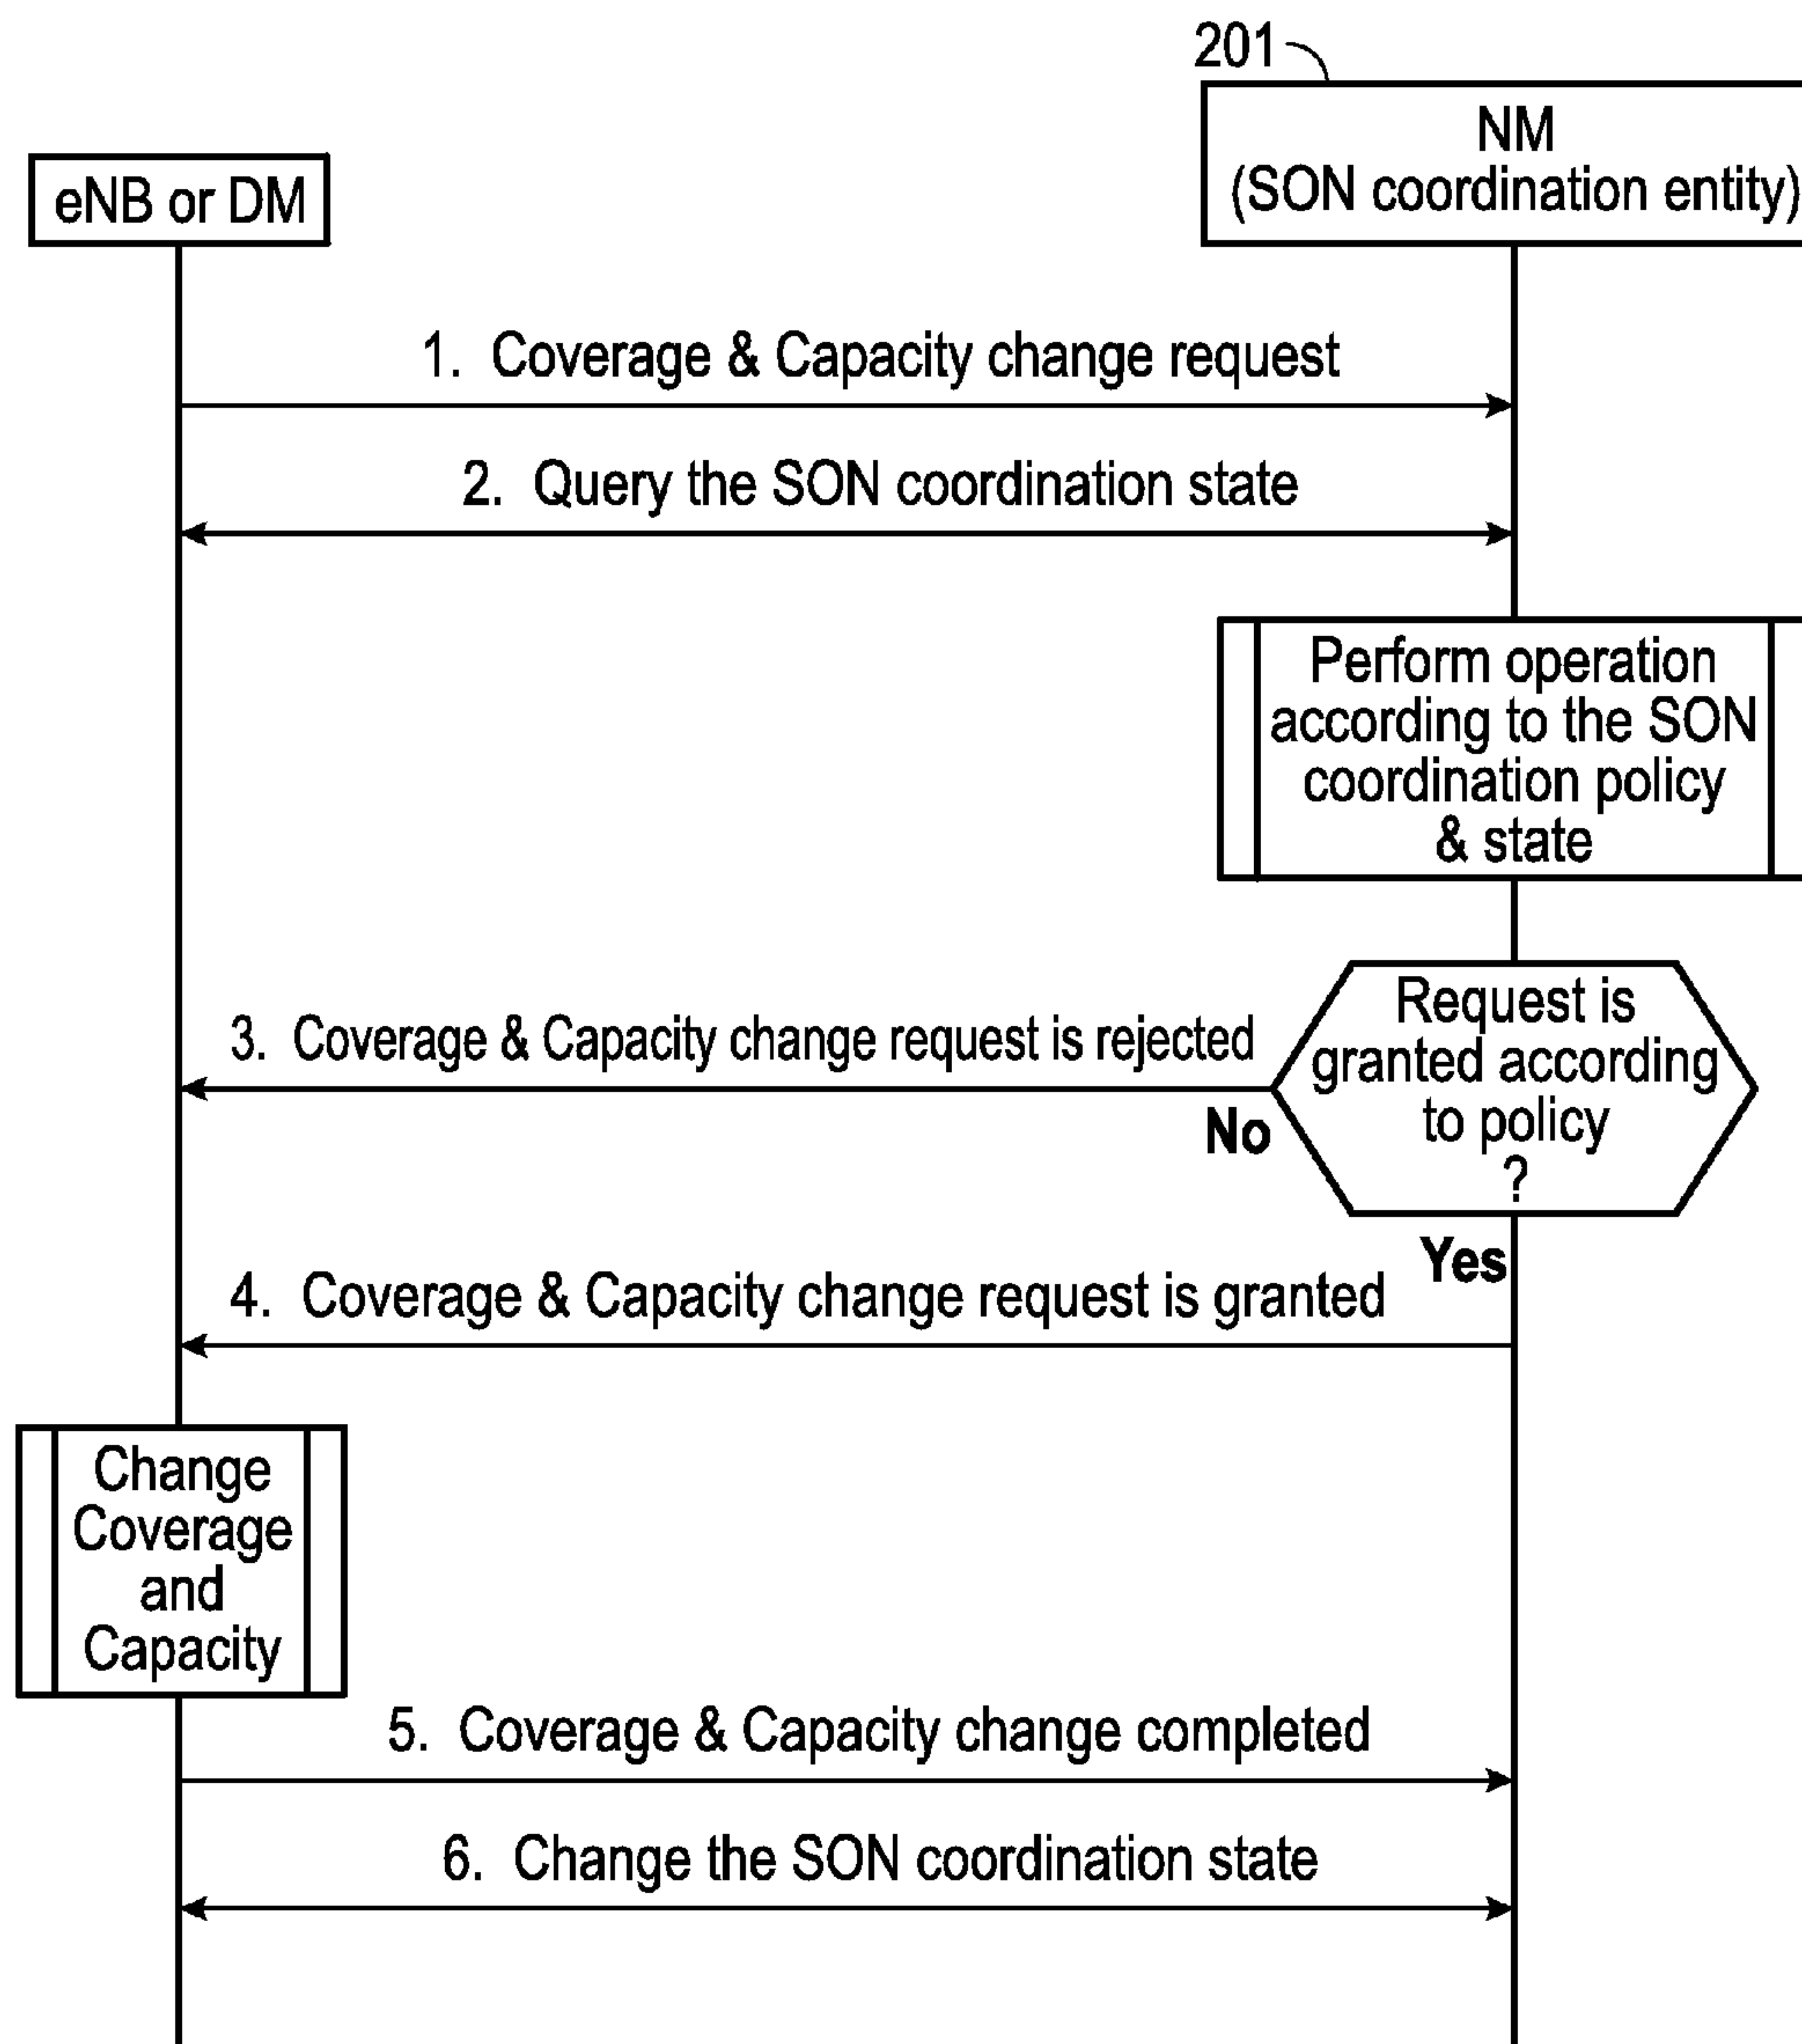 201
NM
(SON coordination entity)
eNB or DM
1. Coverage & Capacity change request
2. Query the SON coordination state
Perform operation
according to the SON
coordination policy
& state
Request is
granted according
to policy
?
3. Coverage & Capacity change request is rejected
No
Yes
4. Coverage & Capacity change request is granted
Change
Coverage
and
Capacity
5. Coverage & Capacity change completed
6. Change the SON coordination state